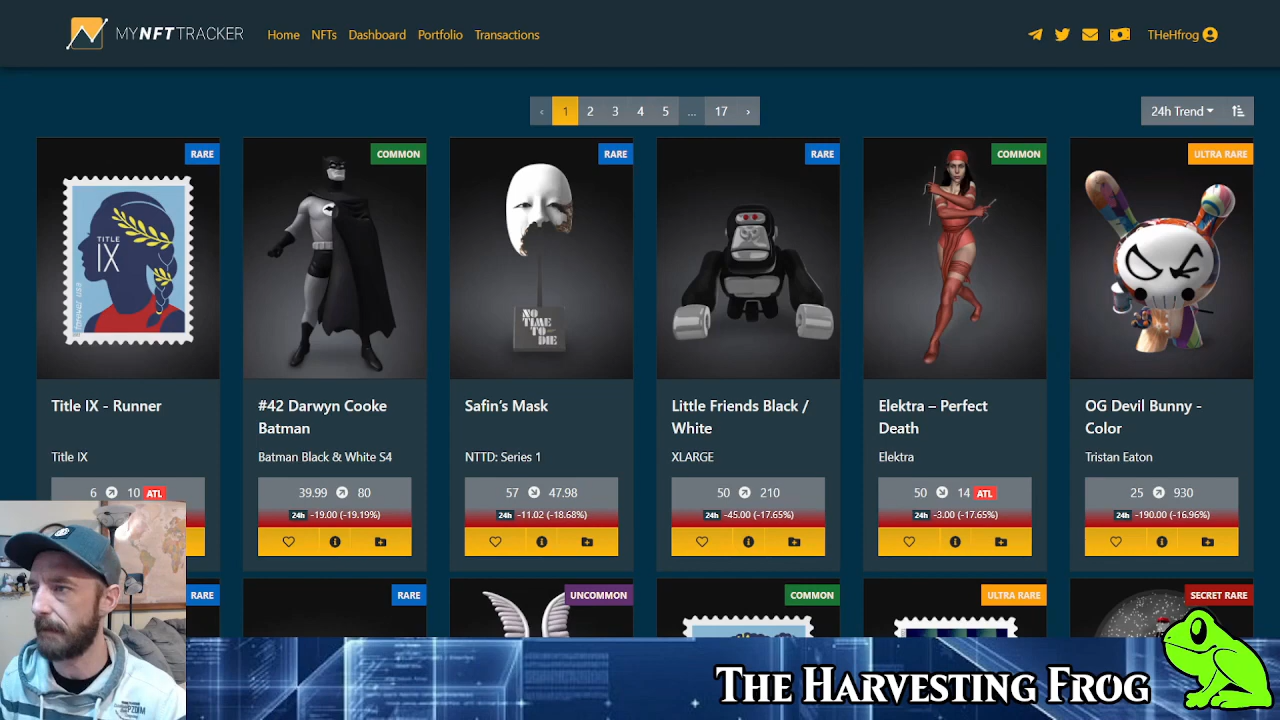 MYNFTTRACKER Home NFTs Dashboard Portfolio Transactions THeHfrog
‹ 1 2 3 4 5 ... 17 › 24h Trend
RARE COMMON RARE RARE COMMON ULTRA RARE
TITLE
IX
NO
TIME
TO
DIE
Title IX - Runner
Title IX
6 10 ATL
#42 Darwyn Cooke
Batman
Batman Black & White S4
39.99 80
24h -19.00 (-19.19%)
Safin's Mask
NTTD: Series 1
57 47.98
24h -11.02 (-18.68%)
Little Friends Black /
White
XLARGE
50 210
24h -45.00 (-17.65%)
Elektra – Perfect
Death
Elektra
50 14 ATL
24h -3.00 (-17.65%)
OG Devil Bunny -
Color
Tristan Eaton
25 930
24h -190.00 (-16.96%)
RARE RARE UNCOMMON COMMON ULTRA RARE SECRET RARE
The Harvesting Frog